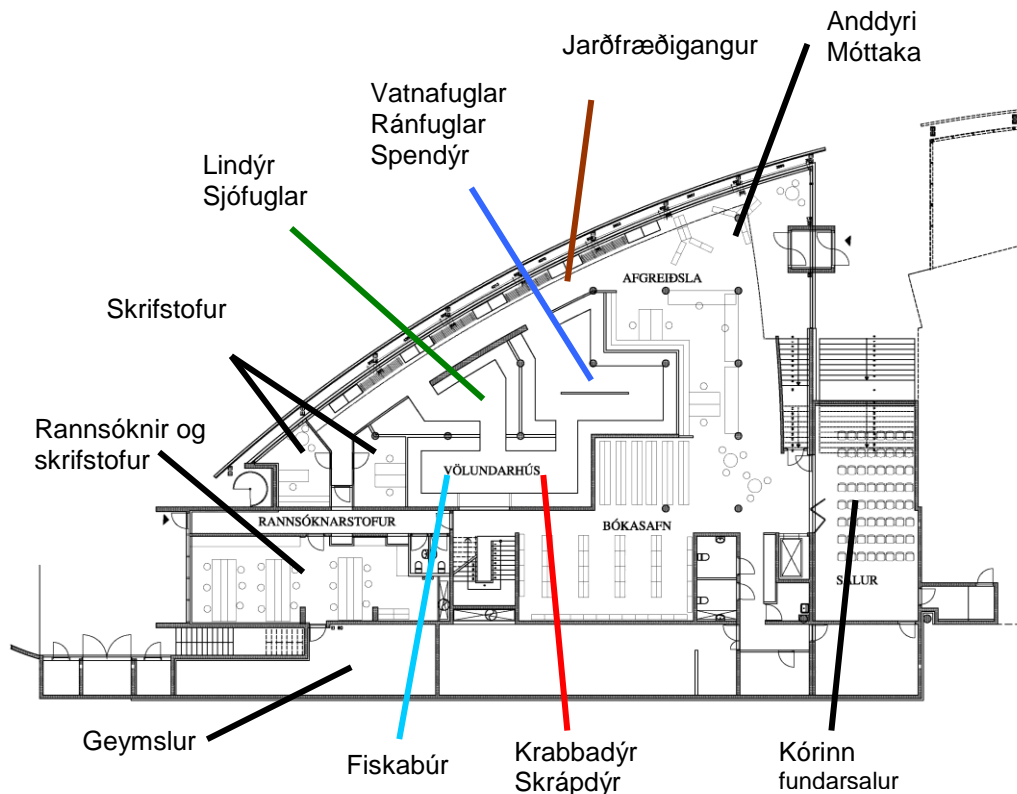 Anddyri
Móttaka
Jarðfræðigangur
Vatnafuglar
Ránfuglar
Spendýr
Lindýr
Sjófuglar
AFGREIÐSLA
Skrifstofur
Rannsóknir og
skrifstofur
VÖLUNDARHÚS
RANNSÓKNARSTOFUR
BÓKASAFN
SALUR
Geymslur
Fiskabúr
Krabbadýr
Skrápdýr
Kórinn
fundarsalur